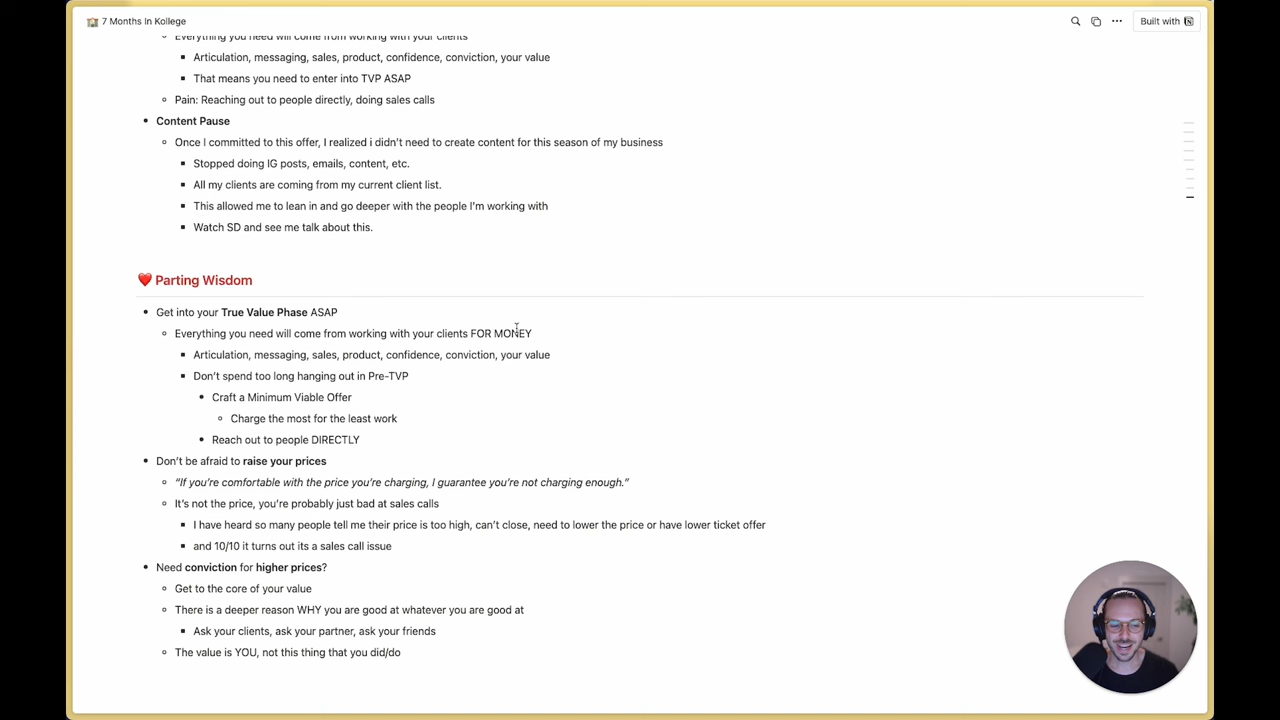 7 Months In Kollege
Built with
Everything you need will come from working with your clients
Articulation, messaging, sales, product, confidence, conviction, your value
That means you need to enter into TVP ASAP
Pain: Reaching out to people directly, doing sales calls
Content Pause
Once I committed to this offer, I realized i didn't need to create content for this season of my business
Stopped doing IG posts, emails, content, etc.
All my clients are coming from my current client list.
This allowed me to lean in and go deeper with the people I'm working with
Watch SD and see me talk about this.
❤️ Parting Wisdom
Get into your True Value Phase ASAP
Everything you need will come from working with your clients FOR MONEY
Articulation, messaging, sales, product, confidence, conviction, your value
Don't spend too long hanging out in Pre-TVP
Craft a Minimum Viable Offer
Charge the most for the least work
Reach out to people DIRECTLY
Don't be afraid to raise your prices
"If you're comfortable with the price you're charging, I guarantee you're not charging enough."
It's not the price, you're probably just bad at sales calls
I have heard so many people tell me their price is too high, can't close, need to lower the price or have lower ticket offer
and 10/10 it turns out its a sales call issue
Need conviction for higher prices?
Get to the core of your value
There is a deeper reason WHY you are good at whatever you are good at
Ask your clients, ask your partner, ask your friends
The value is YOU, not this thing that you did/do